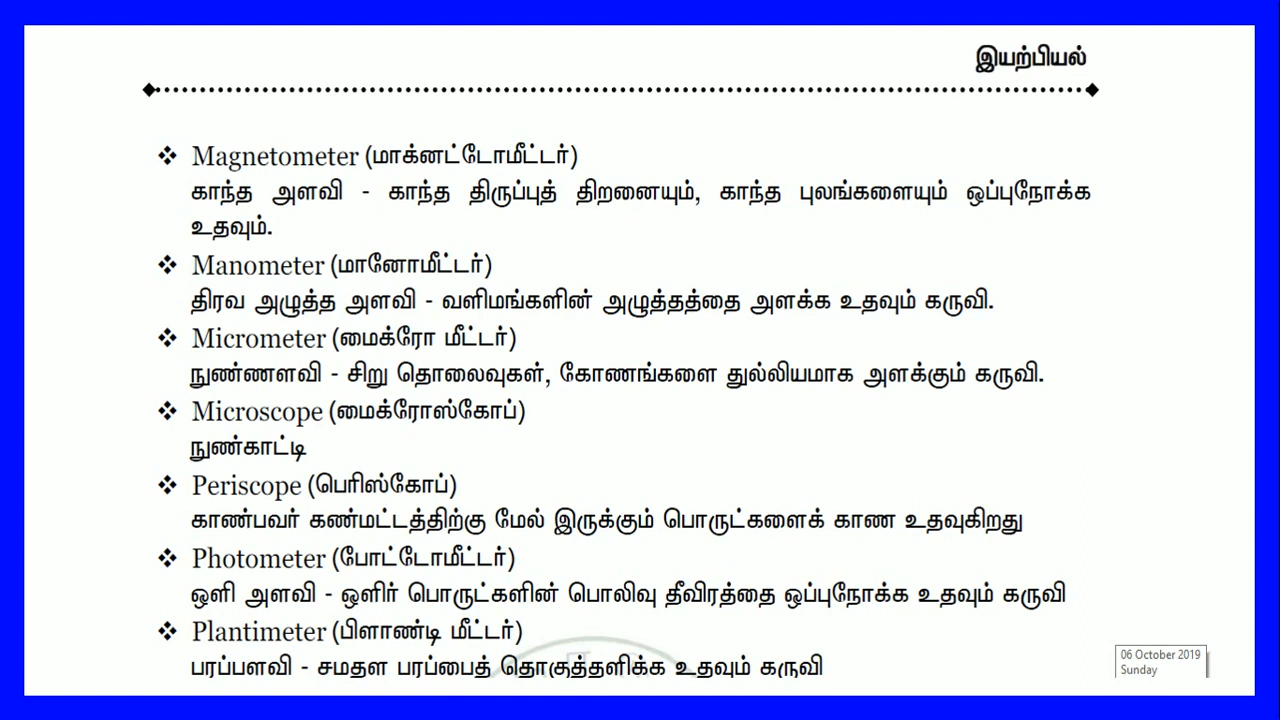 இயற்பியல்
❖ Magnetometer (மாக்னட்டோமீட்டர்)
காந்த அளவி - காந்த திருப்புத் திறனையும், காந்த புலங்களையும் ஒப்புநோக்க
உதவும்.
❖ Manometer (மானோமீட்டர்)
திரவ அழுத்த அளவி - வளிமங்களின் அழுத்தத்தை அளக்க உதவும் கருவி.
❖ Micrometer (மைக்ரோ மீட்டர்)
நுண்ணளவி - சிறு தொலைவுகள், கோணங்களை துல்லியமாக அளக்கும் கருவி.
❖ Microscope (மைக்ரோஸ்கோப்)
நுண்காட்டி
❖ Periscope (பெரிஸ்கோப்)
காண்பவர் கண்மட்டத்திற்கு மேல் இருக்கும் பொருட்களைக் காண உதவுகிறது
❖ Photometer (போட்டோமீட்டர்)
ஒளி அளவி - ஒளிர் பொருட்களின் பொலிவு தீவிரத்தை ஒப்புநோக்க உதவும் கருவி
❖ Plantimeter (பிளாண்டி மீட்டர்)
பரப்பளவி - சமதள பரப்பைத் தொகுத்தளிக்க உதவும் கருவி
06 October 2019
Sunday